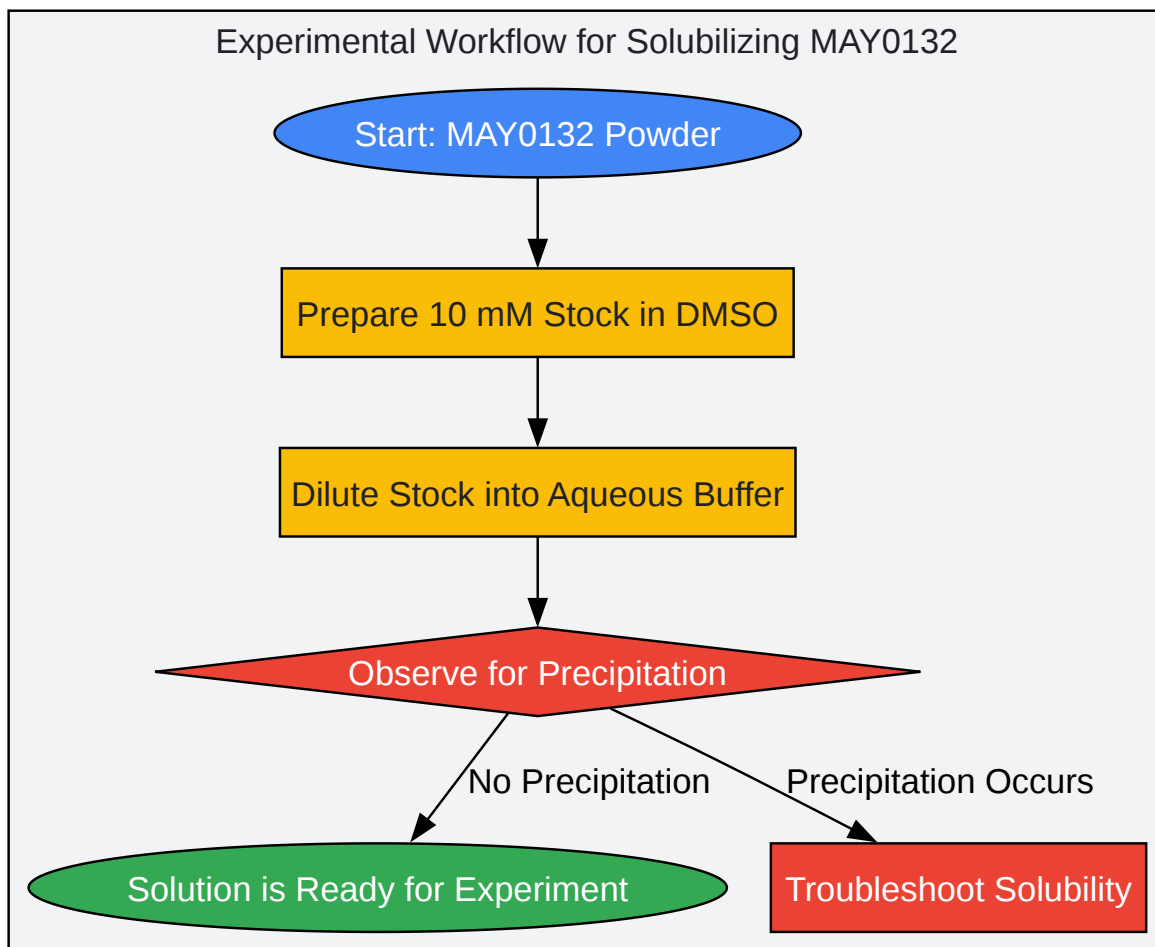 Experimental Workflow for Solubilizing MAY0132
Start: MAY0132 Powder
Prepare 10 mM Stock in DMSO
Dilute Stock into Aqueous Buffer
Observe for Precipitation
No Precipitation
Precipitation Occurs
Solution is Ready for Experiment
Troubleshoot Solubility